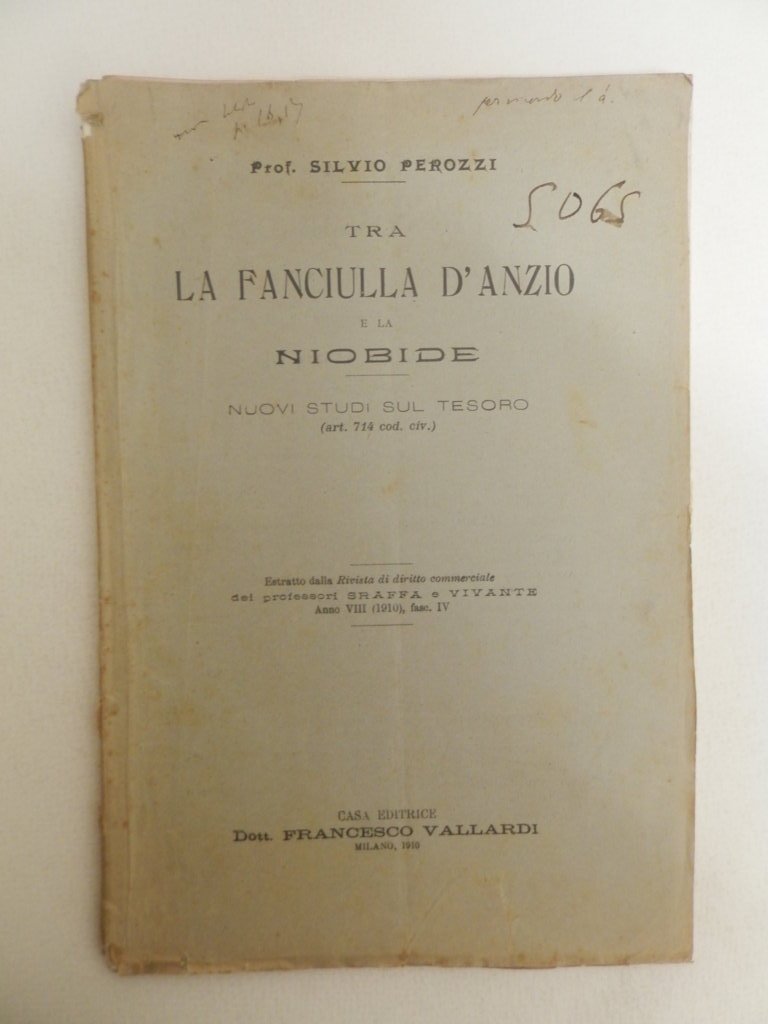 Prof. SILVIO PEROZZI
5065
TRA
LA FANCIULLA D'ANZIO
E LA
NIOBIDE
NUOVI STUDI SUL TESORO
(art. 714 cod. civ.)
Estratto dalla Rivista di diritto commerciale
dei professori SRAFFA e VIVANTE
Anno VIII (1910), fasc. IV
CASA EDITRICE
Dott. FRANCESCO VALLARDI
MILANO, 1910